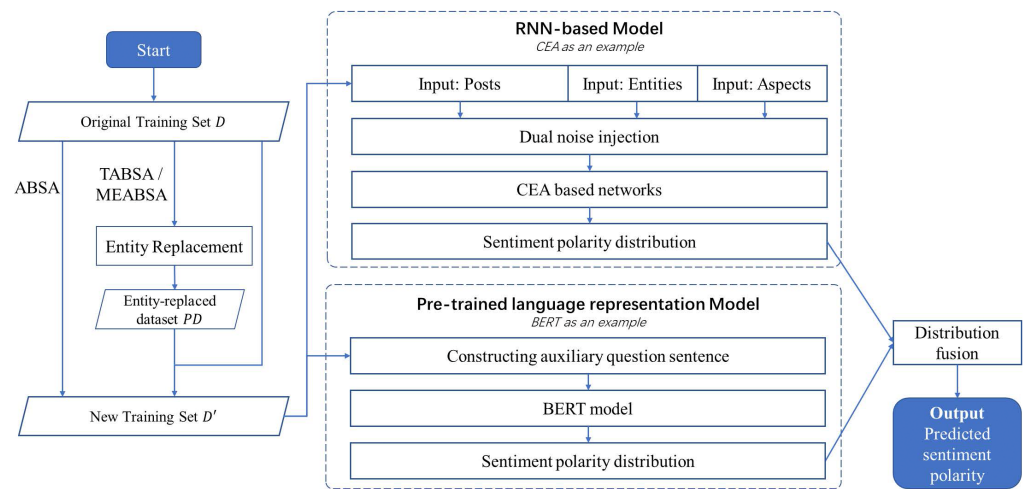 Start
Original Training Set D
ABSA
TABSA /
MEABSA
Entity Replacement
Entity-replaced
dataset PD
New Training Set D′
RNN-based Model
CEA as an example
Input: Posts
Input: Entities
Input: Aspects
Dual noise injection
CEA based networks
Sentiment polarity distribution
Pre-trained language representation Model
BERT as an example
Constructing auxiliary question sentence
BERT model
Sentiment polarity distribution
Distribution
fusion
Output
Predicted
sentiment
polarity